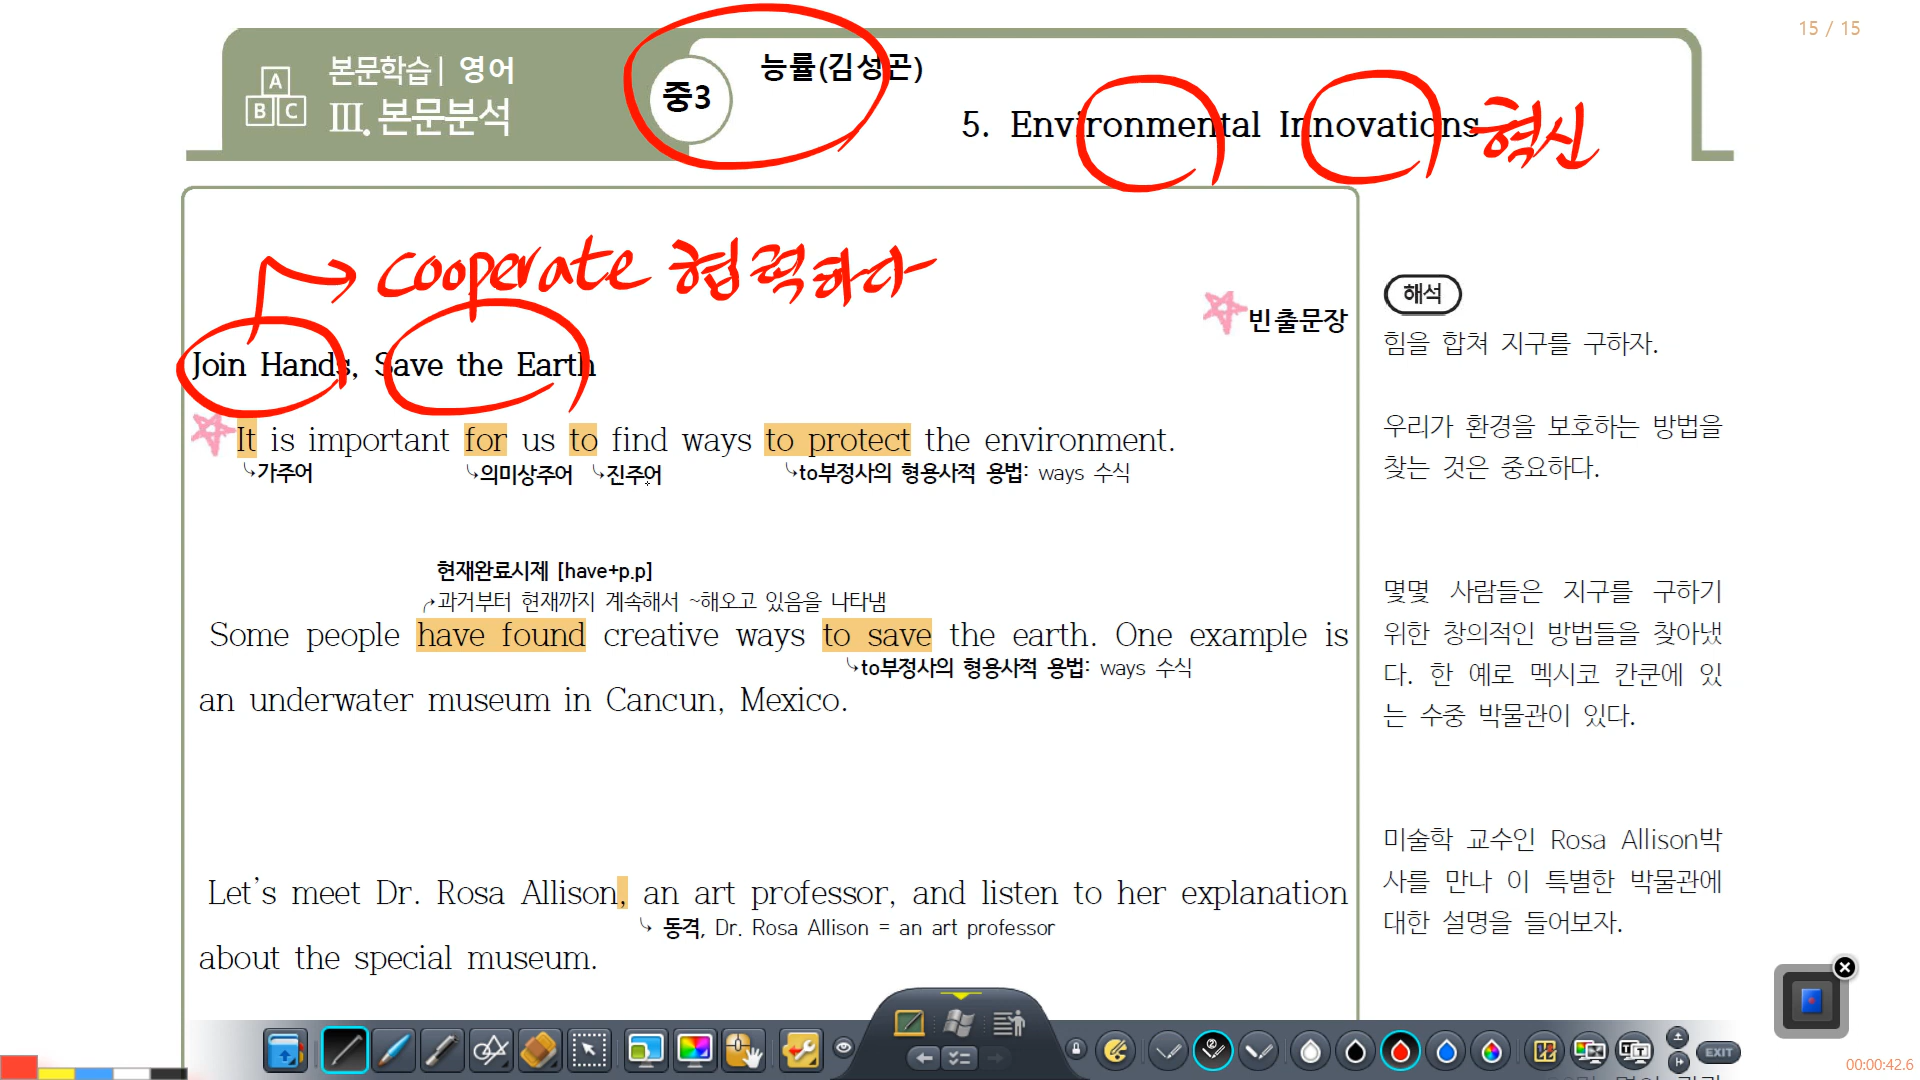 15 / 15
본문학습| 영어
A
B C
Ⅲ. 본문분석
중3
능률(김성곤)
5. Environmental Innovations
혁신
cooperate 협력하다
빈출문장
해석
Join Hands, Save the Earth
힘을 합쳐 지구를 구하자.
It is important for us to find ways to protect the environment.
가주어
의미상주어
진주어
to부정사의 형용사적 용법: ways 수식
우리가 환경을 보호하는 방법을
찾는 것은 중요하다.
현재완료시제 [have+p.p]
과거부터 현재까지 계속해서 ~해오고 있음을 나타냄
Some people have found creative ways to save the earth. One example is
to부정사의 형용사적 용법: ways 수식
an underwater museum in Cancun, Mexico.
몇몇 사람들은 지구를 구하기
위한 창의적인 방법들을 찾아냈
다. 한 예로 멕시코 칸쿤에 있
는 수중 박물관이 있다.
Let's meet Dr. Rosa Allison, an art professor, and listen to her explanation
동격, Dr. Rosa Allison = an art professor
about the special museum.
미술학 교수인 Rosa Allison박
사를 만나 이 특별한 박물관에
대한 설명을 들어보자.
EXIT
00:00:42.6